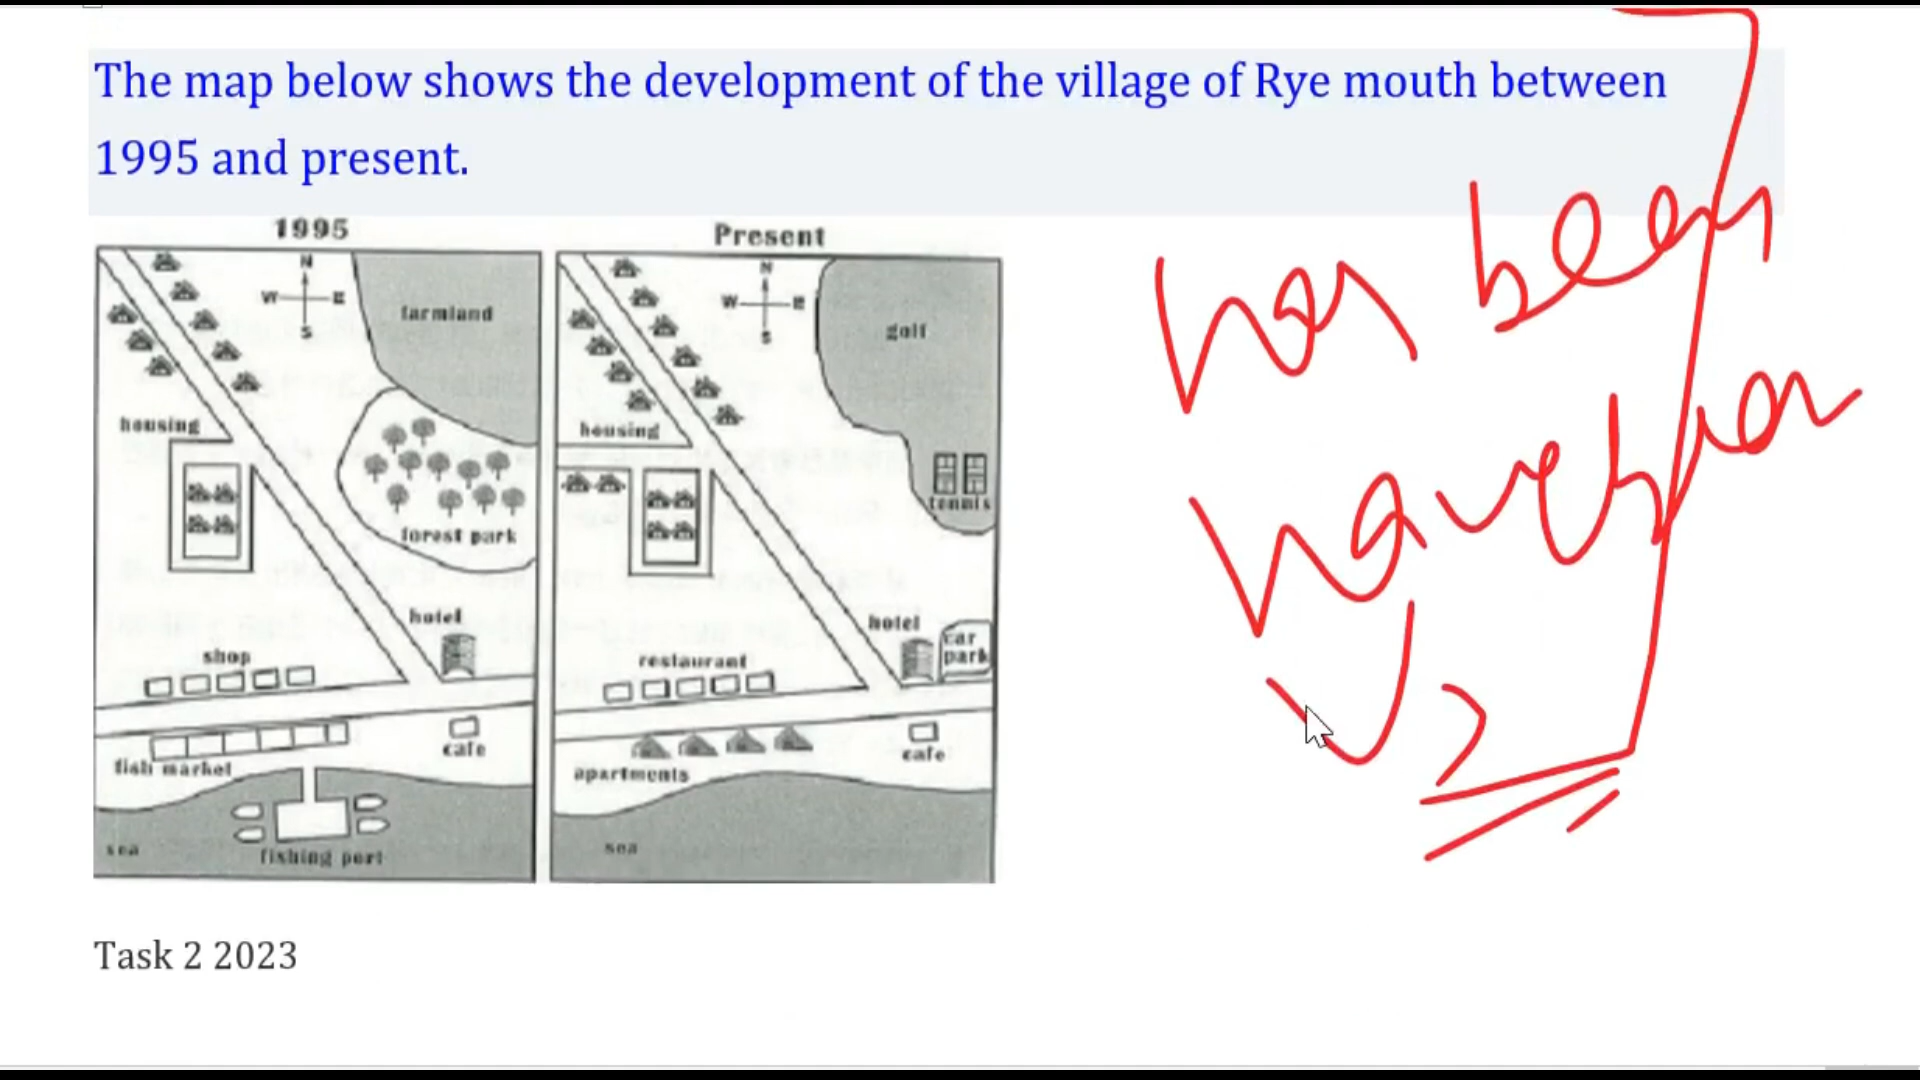 The map below shows the development of the village of Rye mouth between
1995 and present.
1995
N
W E
S
farmland
housing
forest park
hotel
shop
cafe
fish market
sea
fishing port
Present
N
W E
S
golf
housing
tennis
hotel
car
park
restaurant
cafe
apartments
sea
has been
have been
V3
Task 2 2023